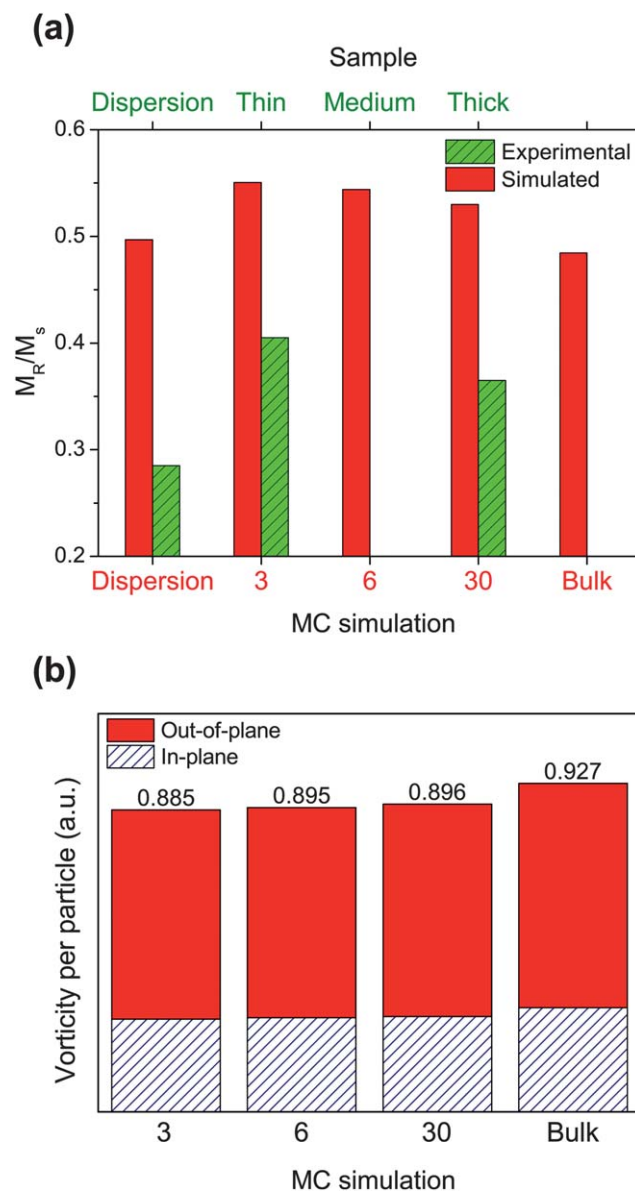 (a)
Sample
Dispersion Thin Medium Thick
0.6
Experimental
Simulated
0.5
0.4
0.3
0.2
M_R/M_s
Dispersion 3 6 30 Bulk
MC simulation
(b)
Out-of-plane
In-plane
0.885 0.895 0.896 0.927
Vorticity per particle (a.u.)
3 6 30 Bulk
MC simulation